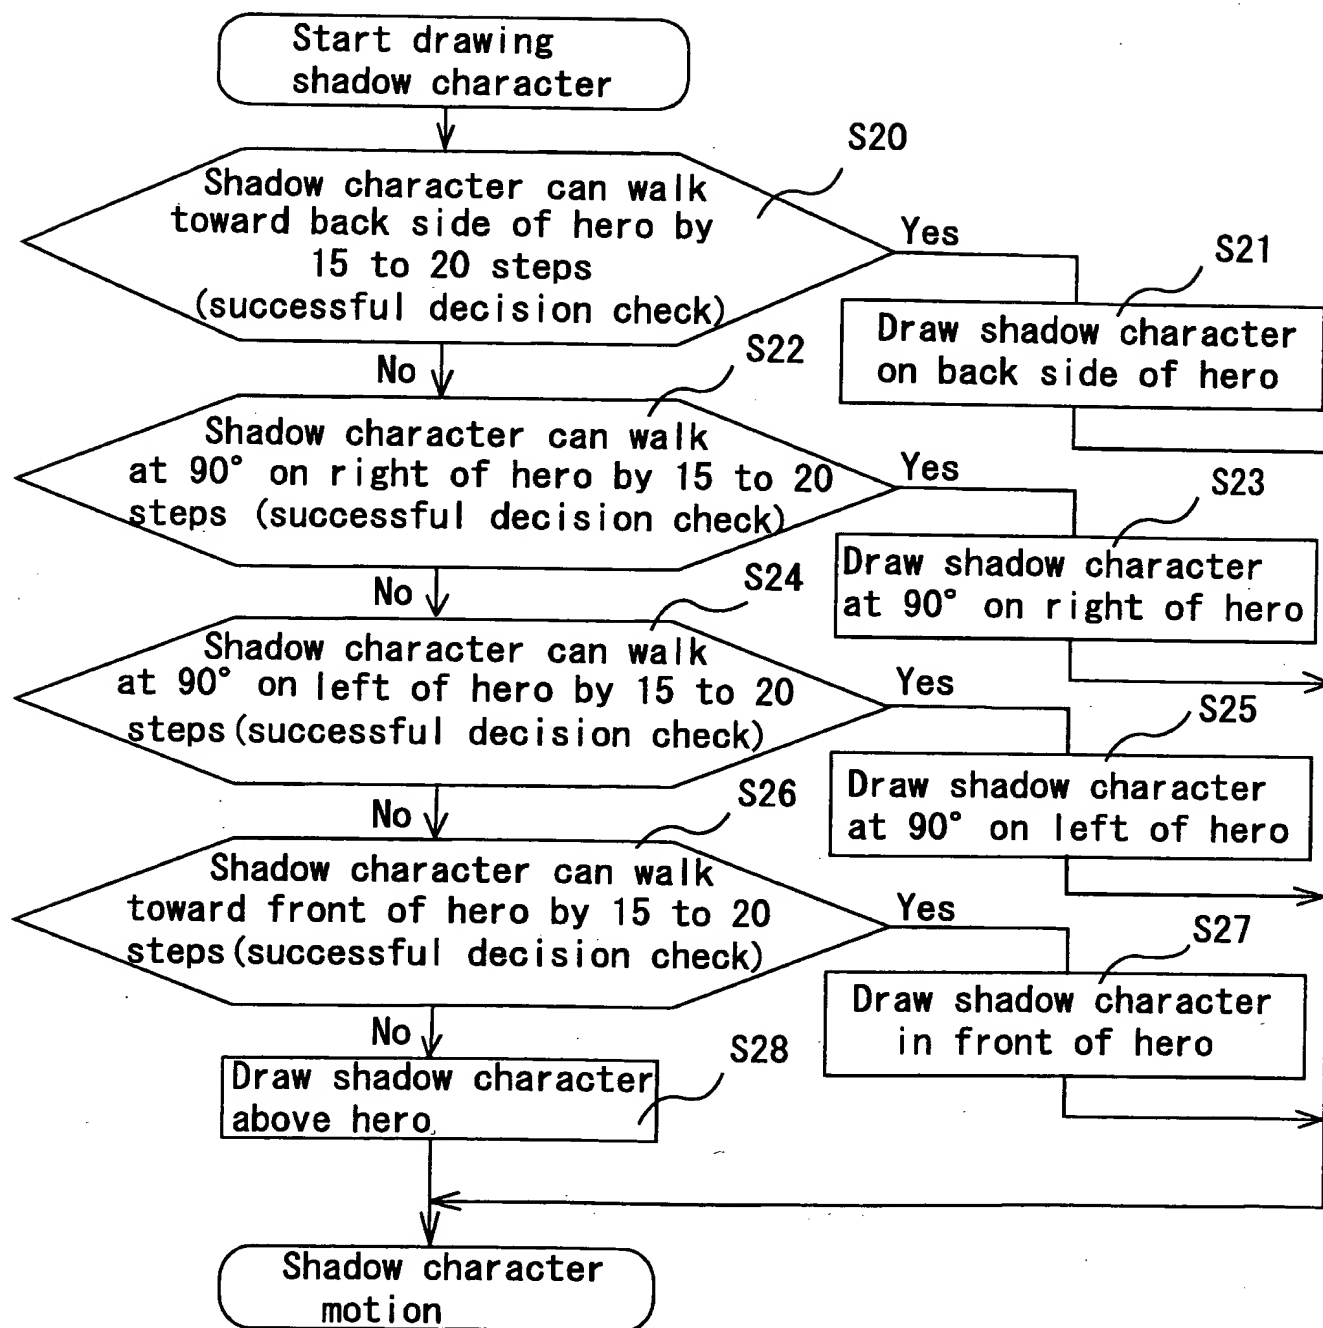 Start drawing
shadow character
S20
Shadow character can walk
toward back side of hero by
15 to 20 steps
(successful decision check)
Yes
S21
Draw shadow character
on back side of hero
No
S22
Shadow character can walk
at 90° on right of hero by 15 to 20
steps (successful decision check)
Yes
S23
Draw shadow character
at 90° on right of hero
No
S24
Shadow character can walk
at 90° on left of hero by 15 to 20
steps(successful decision check)
Yes
S25
Draw shadow character
at 90° on left of hero
No
S26
Shadow character can walk
toward front of hero by 15 to 20
steps(successful decision check)
Yes
S27
Draw shadow character
in front of hero
No
S28
Draw shadow character
above hero
Shadow character
motion